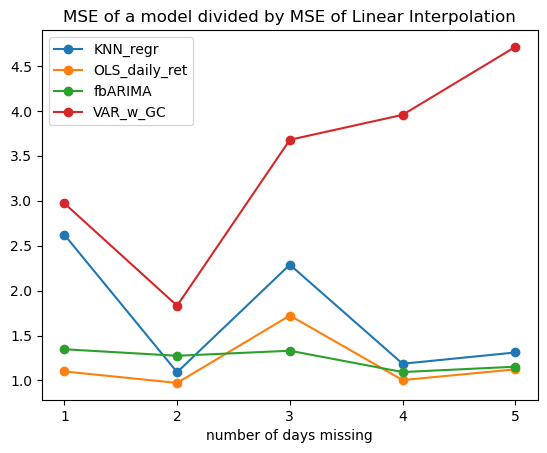 MSE of a model divided by MSE of Linear Interpolation
KNN_regr
OLS_daily_ret
fbARIMA
VAR_w_GC
4.5
4.0
3.5
3.0
2.5
2.0
1.5
1.0
1 2 3 4 5
number of days missing